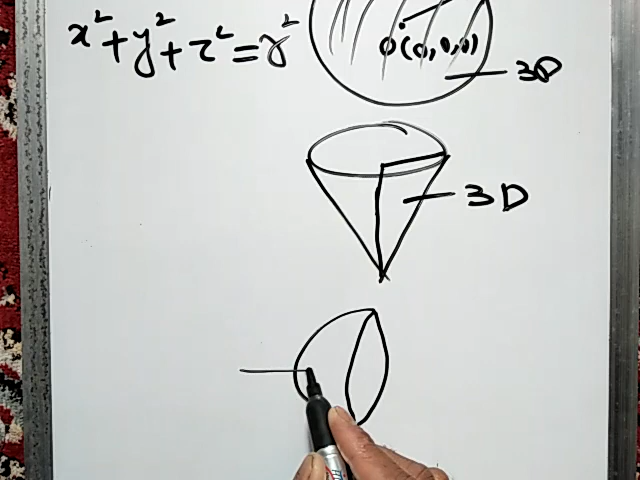 x² + y² + z² = r²
O(0,0,0)
3D
3D